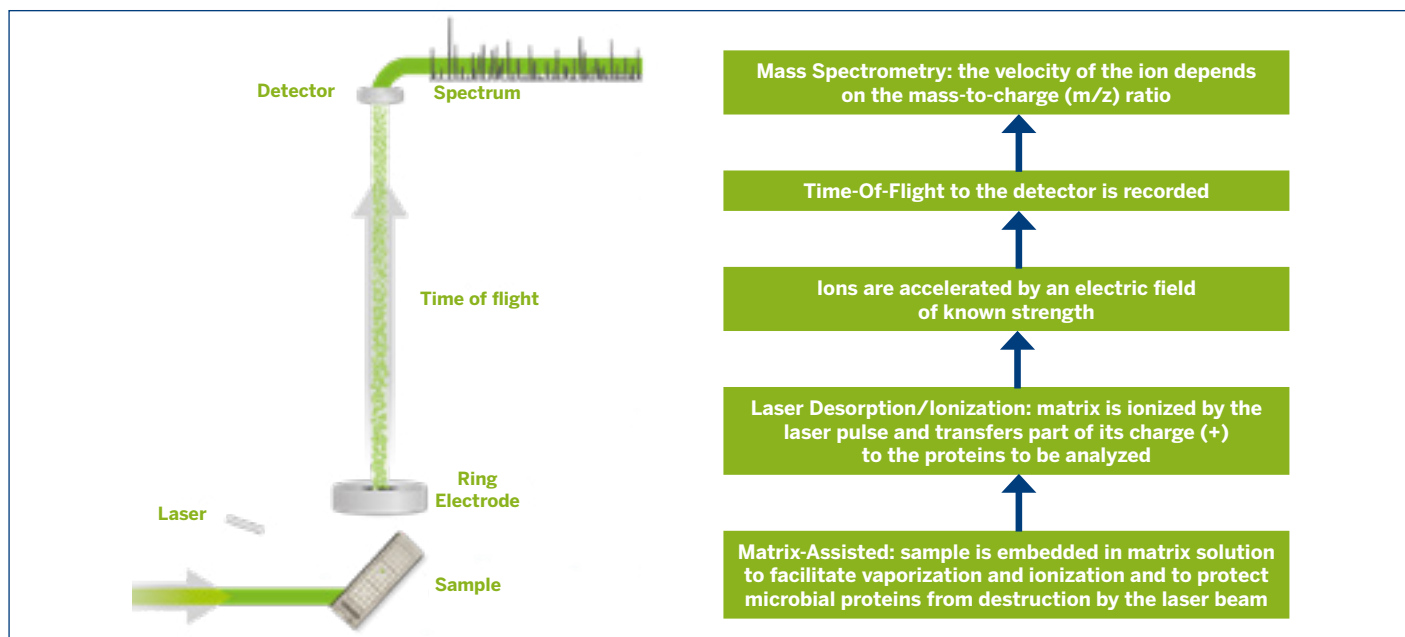 Detector
Spectrum
Time of flight
Ring
Electrode
Laser
Sample
Mass Spectrometry: the velocity of the ion depends
on the mass-to-charge (m/z) ratio
Time-Of-Flight to the detector is recorded
Ions are accelerated by an electric field
of known strength
Laser Desorption/Ionization: matrix is ionized by the
laser pulse and transfers part of its charge (+)
to the proteins to be analyzed
Matrix-Assisted: sample is embedded in matrix solution
to facilitate vaporization and ionization and to protect
microbial proteins from destruction by the laser beam